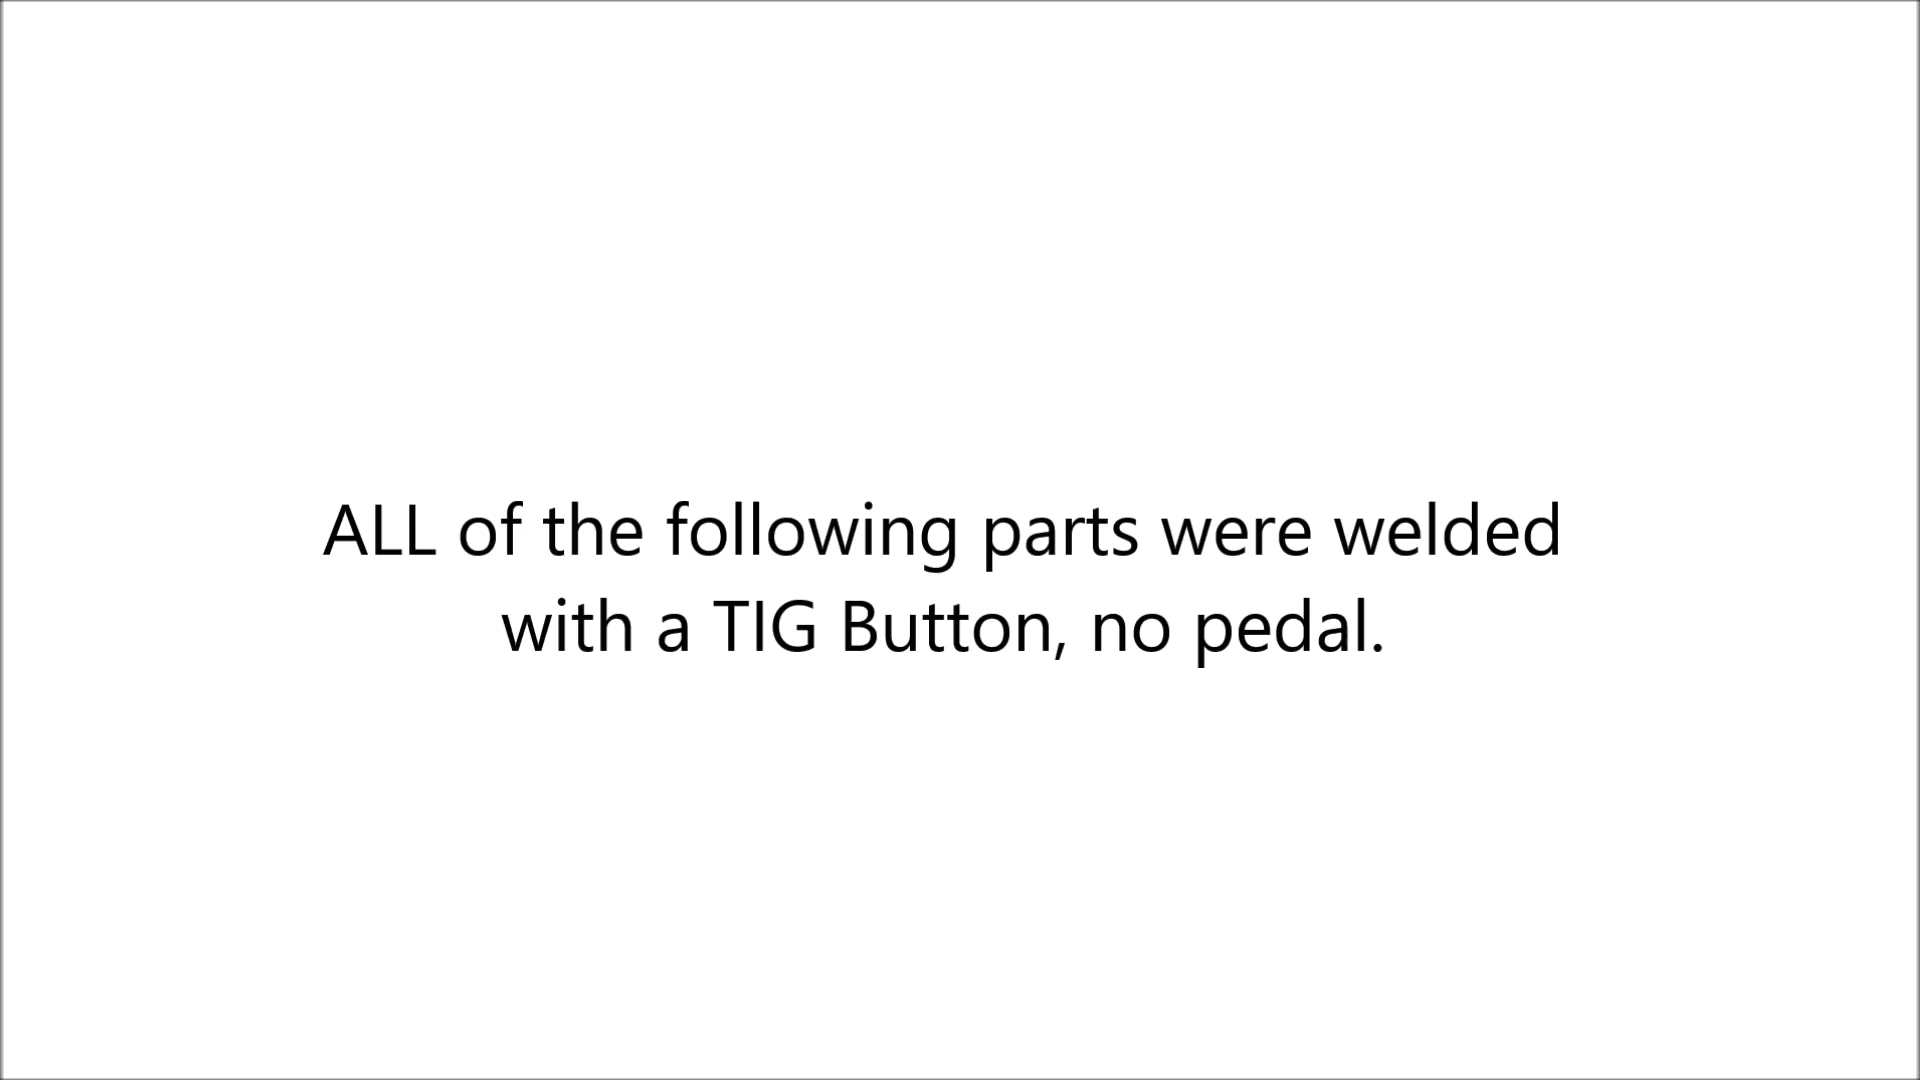 ALL of the following parts were welded
with a TIG Button, no pedal.